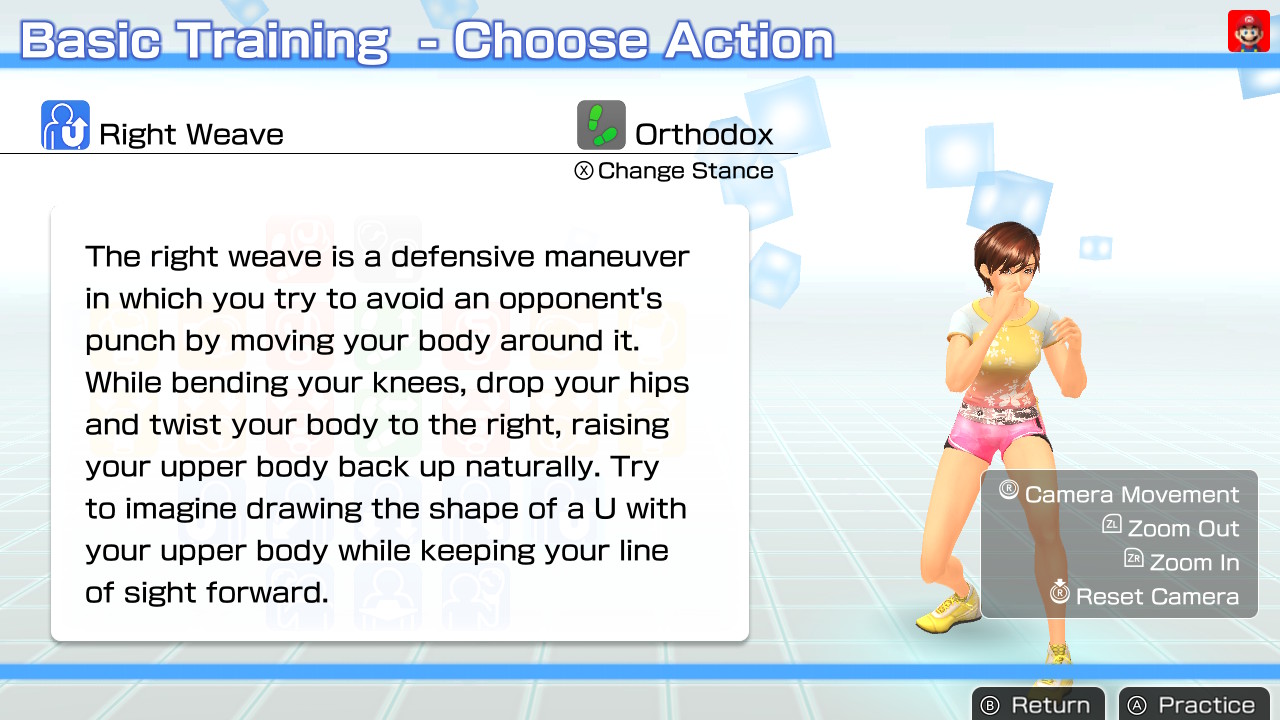 Basic Training - Choose Action
Right Weave
Orthodox
X Change Stance
The right weave is a defensive maneuver
in which you try to avoid an opponent's
punch by moving your body around it.
While bending your knees, drop your hips
and twist your body to the right, raising
your upper body back up naturally. Try
to imagine drawing the shape of a U with
your upper body while keeping your line
of sight forward.
R Camera Movement
ZL Zoom Out
ZR Zoom In
R Reset Camera
B Return
A Practice